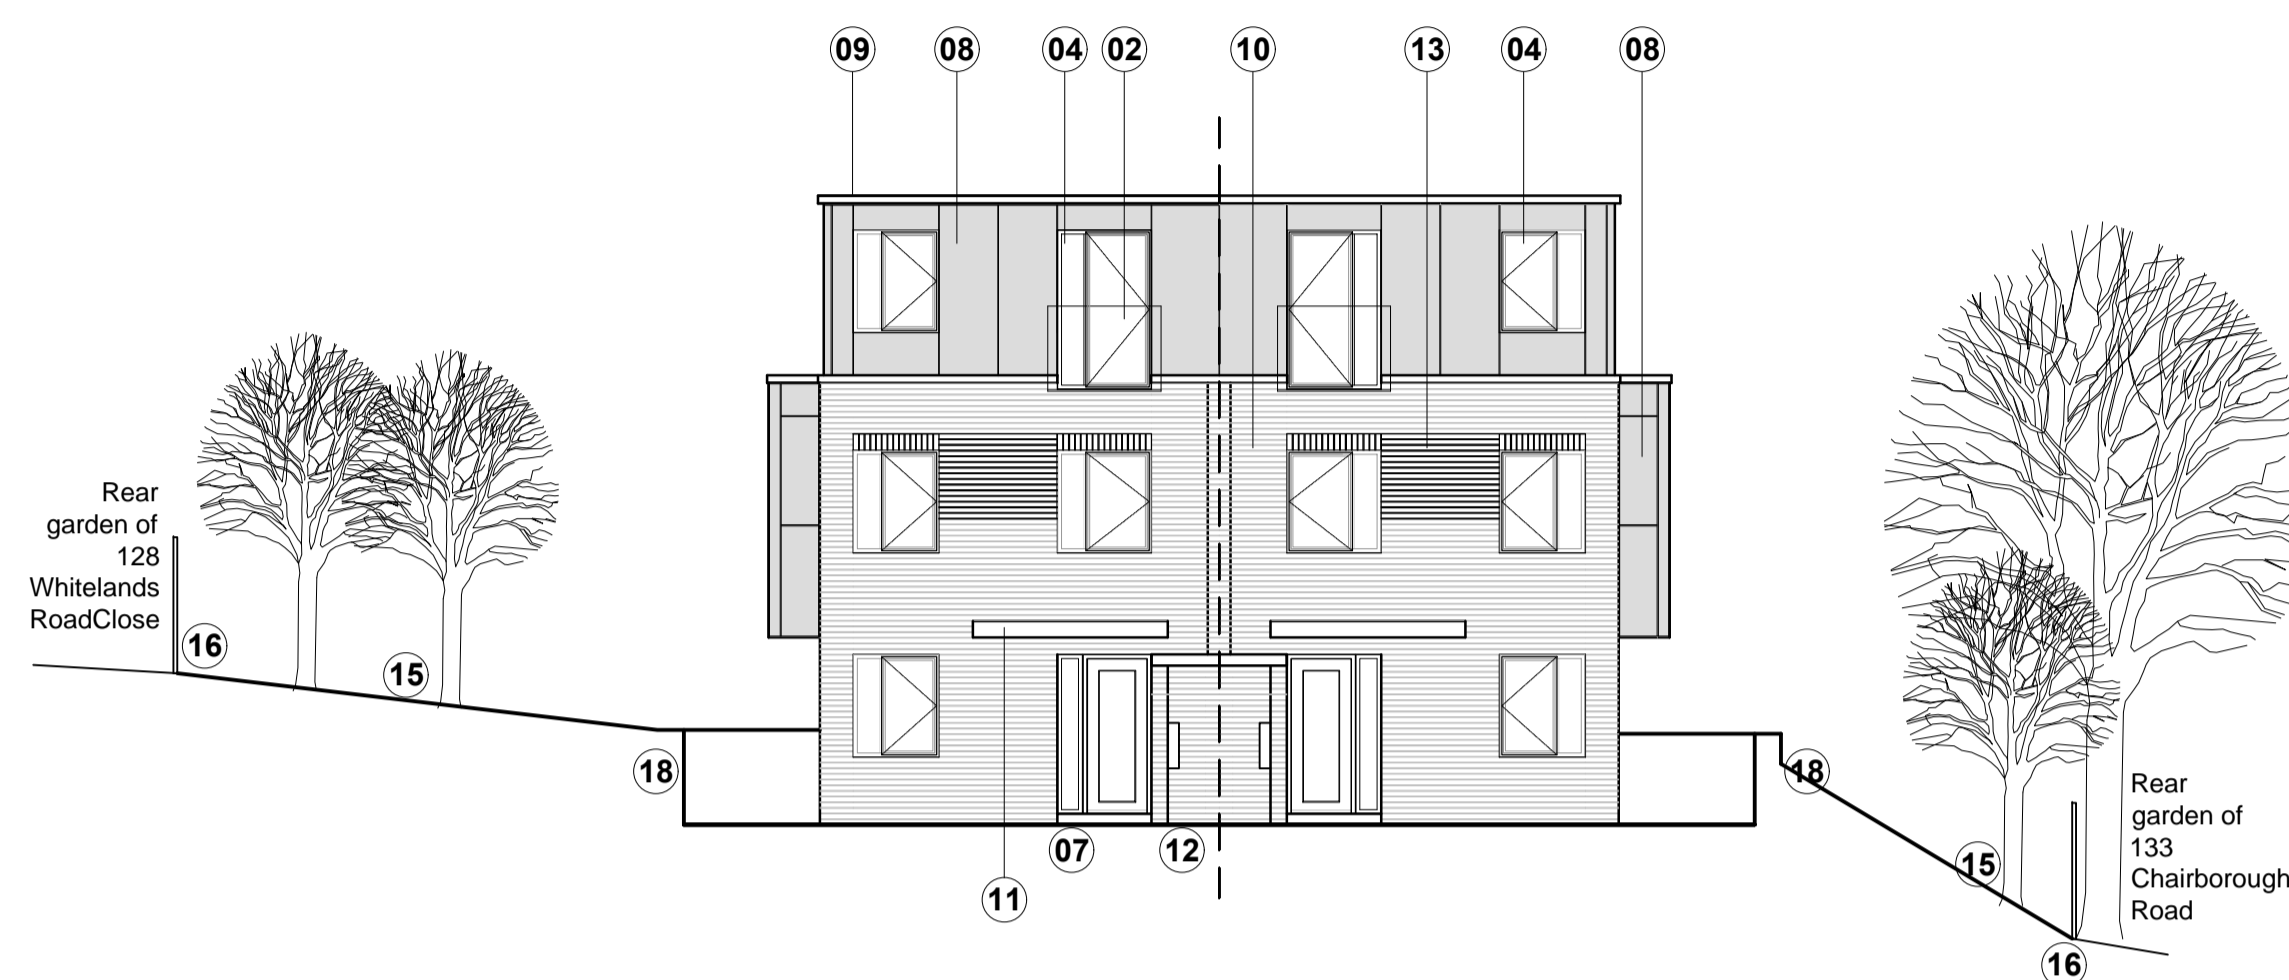 09 08 04 02 10 13 04 08
Rear
garden of
128
Whitelands
RoadClose
16
15
18
18
07
12
11
15
Rear
garden of
133
Chairborough
Road
16